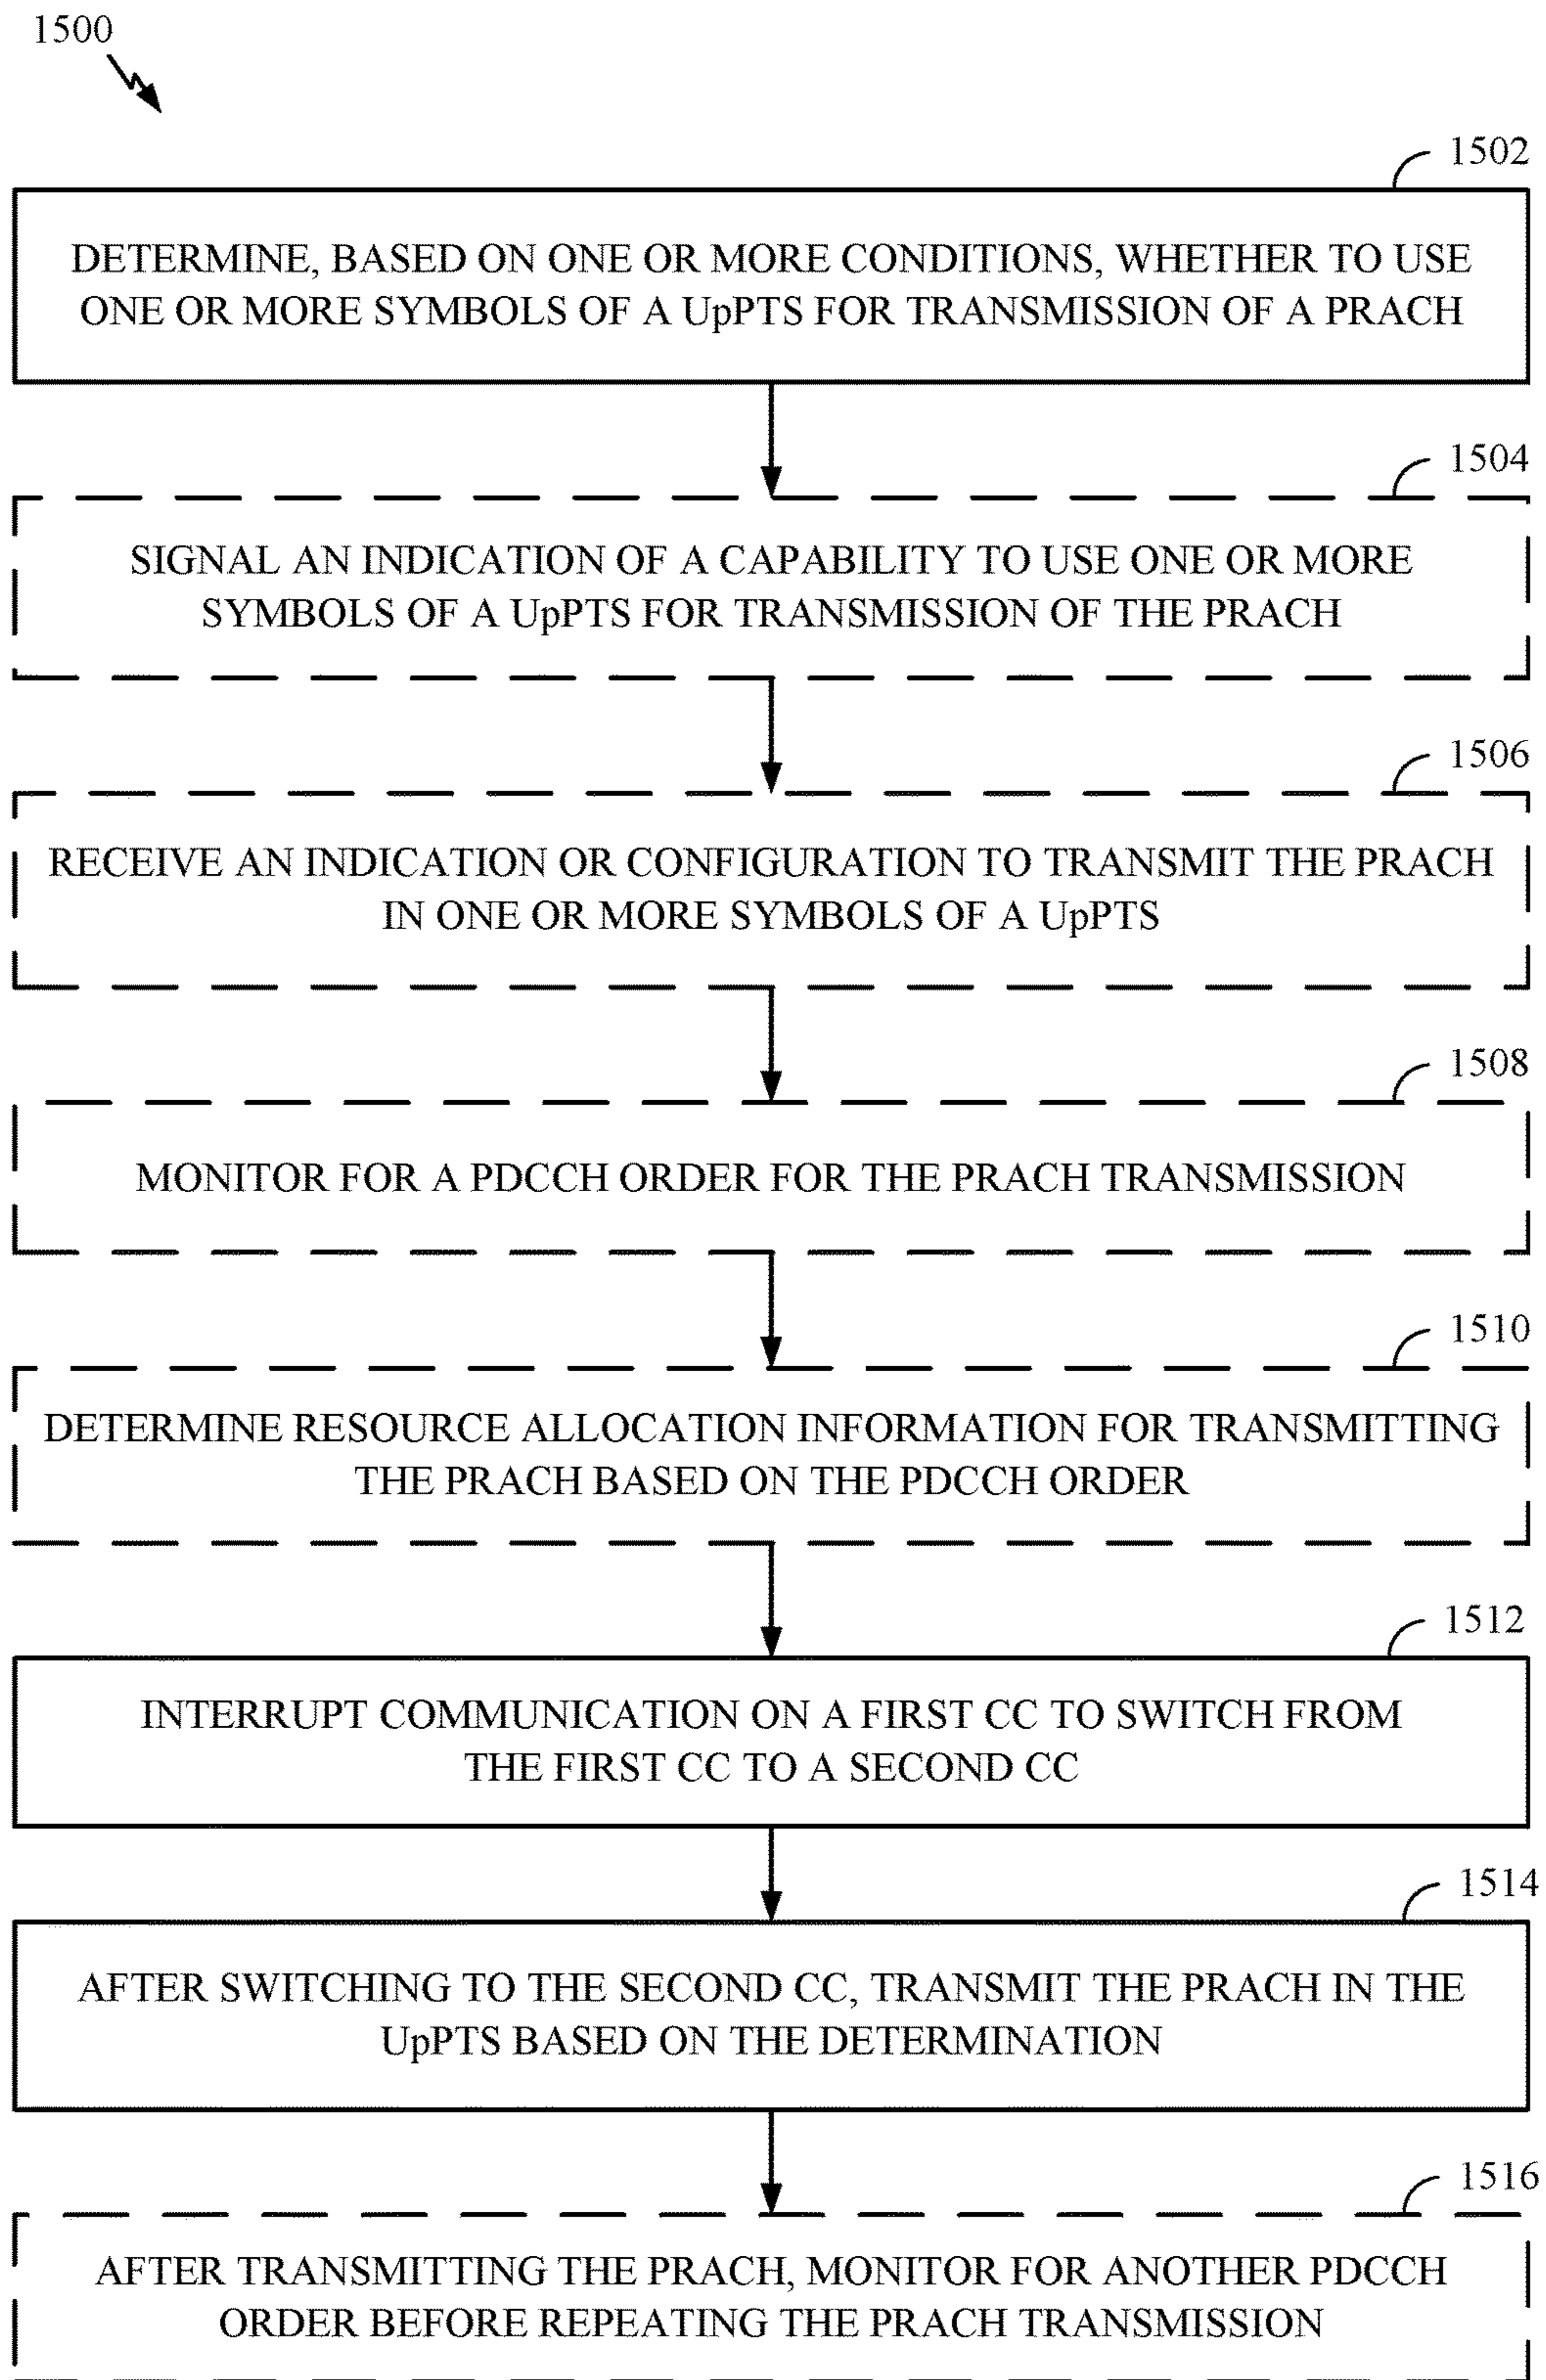 1500
1502
DETERMINE, BASED ON ONE OR MORE CONDITIONS, WHETHER TO USE
ONE OR MORE SYMBOLS OF A UpPTS FOR TRANSMISSION OF A PRACH
1504
SIGNAL AN INDICATION OF A CAPABILITY TO USE ONE OR MORE
SYMBOLS OF A UpPTS FOR TRANSMISSION OF THE PRACH
1506
RECEIVE AN INDICATION OR CONFIGURATION TO TRANSMIT THE PRACH
IN ONE OR MORE SYMBOLS OF A UpPTS
1508
MONITOR FOR A PDCCH ORDER FOR THE PRACH TRANSMISSION
1510
DETERMINE RESOURCE ALLOCATION INFORMATION FOR TRANSMITTING
THE PRACH BASED ON THE PDCCH ORDER
1512
INTERRUPT COMMUNICATION ON A FIRST CC TO SWITCH FROM
THE FIRST CC TO A SECOND CC
1514
AFTER SWITCHING TO THE SECOND CC, TRANSMIT THE PRACH IN THE
UpPTS BASED ON THE DETERMINATION
1516
AFTER TRANSMITTING THE PRACH, MONITOR FOR ANOTHER PDCCH
ORDER BEFORE REPEATING THE PRACH TRANSMISSION